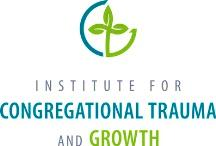 INSTITUTE FOR
CONGREGATIONAL TRAUMA
AND GROWTH